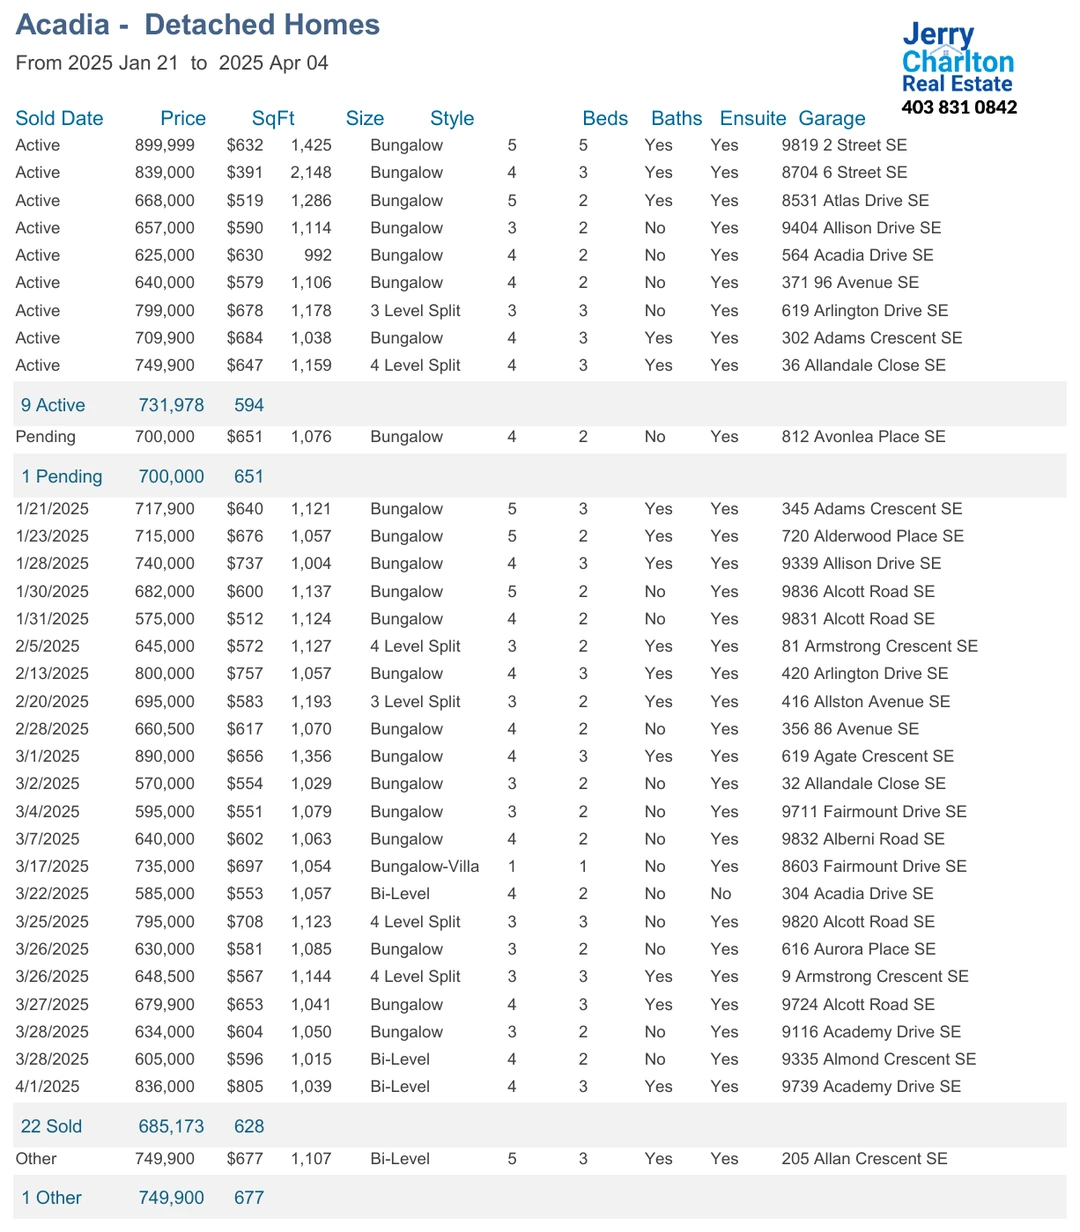 Acadia - Detached Homes
From 2025 Jan 21 to 2025 Apr 04
Jerry
Charlton
Real Estate
403 831 0842
Sold Date Price SqFt Size Style Beds Baths Ensuite Garage
Active 899,999 $632 1,425 Bungalow 5 5 Yes Yes 9819 2 Street SE
Active 839,000 $391 2,148 Bungalow 4 3 Yes Yes 8704 6 Street SE
Active 668,000 $519 1,286 Bungalow 5 2 Yes Yes 8531 Atlas Drive SE
Active 657,000 $590 1,114 Bungalow 3 2 No Yes 9404 Allison Drive SE
Active 625,000 $630 992 Bungalow 4 2 No Yes 564 Acadia Drive SE
Active 640,000 $579 1,106 Bungalow 4 2 No Yes 371 96 Avenue SE
Active 799,000 $678 1,178 3 Level Split 3 3 No Yes 619 Arlington Drive SE
Active 709,900 $684 1,038 Bungalow 4 3 Yes Yes 302 Adams Crescent SE
Active 749,900 $647 1,159 4 Level Split 4 3 Yes Yes 36 Allandale Close SE
9 Active 731,978 594
Pending 700,000 $651 1,076 Bungalow 4 2 No Yes 812 Avonlea Place SE
1 Pending 700,000 651
1/21/2025 717,900 $640 1,121 Bungalow 5 3 Yes Yes 345 Adams Crescent SE
1/23/2025 715,000 $676 1,057 Bungalow 5 2 Yes Yes 720 Alderwood Place SE
1/28/2025 740,000 $737 1,004 Bungalow 4 3 Yes Yes 9339 Allison Drive SE
1/30/2025 682,000 $600 1,137 Bungalow 5 2 No Yes 9836 Alcott Road SE
1/31/2025 575,000 $512 1,124 Bungalow 4 2 No Yes 9831 Alcott Road SE
2/5/2025 645,000 $572 1,127 4 Level Split 3 2 Yes Yes 81 Armstrong Crescent SE
2/13/2025 800,000 $757 1,057 Bungalow 4 3 Yes Yes 420 Arlington Drive SE
2/20/2025 695,000 $583 1,193 3 Level Split 3 2 Yes Yes 416 Allston Avenue SE
2/28/2025 660,500 $617 1,070 Bungalow 4 2 No Yes 356 86 Avenue SE
3/1/2025 890,000 $656 1,356 Bungalow 4 3 Yes Yes 619 Agate Crescent SE
3/2/2025 570,000 $554 1,029 Bungalow 3 2 No Yes 32 Allandale Close SE
3/4/2025 595,000 $551 1,079 Bungalow 3 2 No Yes 9711 Fairmount Drive SE
3/7/2025 640,000 $602 1,063 Bungalow 4 2 No Yes 9832 Alberni Road SE
3/17/2025 735,000 $697 1,054 Bungalow-Villa 1 1 No Yes 8603 Fairmount Drive SE
3/22/2025 585,000 $553 1,057 Bi-Level 4 2 No No 304 Acadia Drive SE
3/25/2025 795,000 $708 1,123 4 Level Split 3 3 No Yes 9820 Alcott Road SE
3/26/2025 630,000 $581 1,085 Bungalow 3 2 No Yes 616 Aurora Place SE
3/26/2025 648,500 $567 1,144 4 Level Split 3 3 Yes Yes 9 Armstrong Crescent SE
3/27/2025 679,900 $653 1,041 Bungalow 4 3 Yes Yes 9724 Alcott Road SE
3/28/2025 634,000 $604 1,050 Bungalow 3 2 No Yes 9116 Academy Drive SE
3/28/2025 605,000 $596 1,015 Bi-Level 4 2 No Yes 9335 Almond Crescent SE
4/1/2025 836,000 $805 1,039 Bi-Level 4 3 Yes Yes 9739 Academy Drive SE
22 Sold 685,173 628
Other 749,900 $677 1,107 Bi-Level 5 3 Yes Yes 205 Allan Crescent SE
1 Other 749,900 677